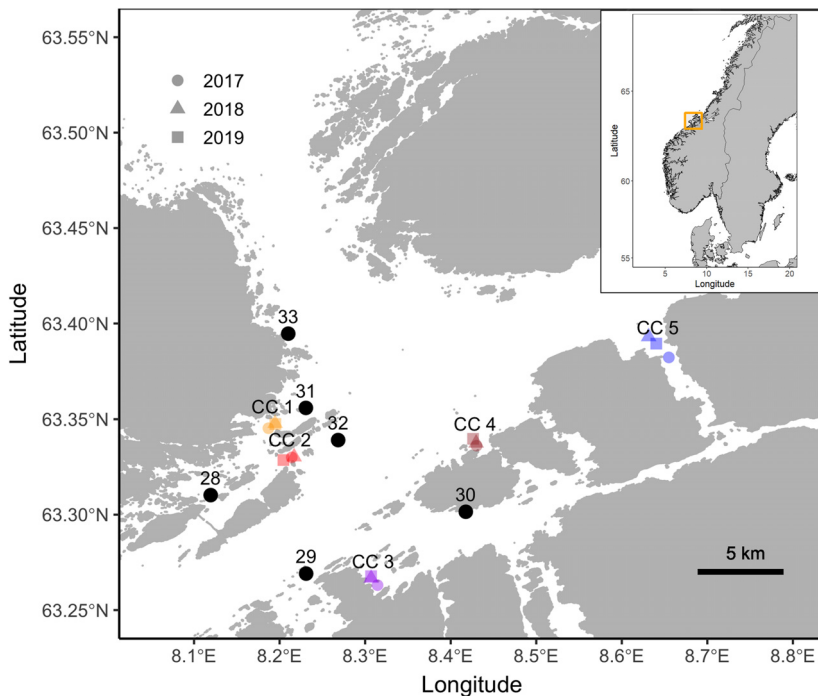 63.55°N
63.50°N
63.45°N
63.40°N
63.35°N
63.30°N
63.25°N
Latitude
2017
2018
2019
33
31
CC 1
32
CC 2
28
29
CC 3
30
CC 4
CC 5
5 km
8.1°E 8.2°E 8.3°E 8.4°E 8.5°E 8.6°E 8.7°E 8.8°E
Longitude
65
60
55
Latitude
5 10 15 20
Longitude